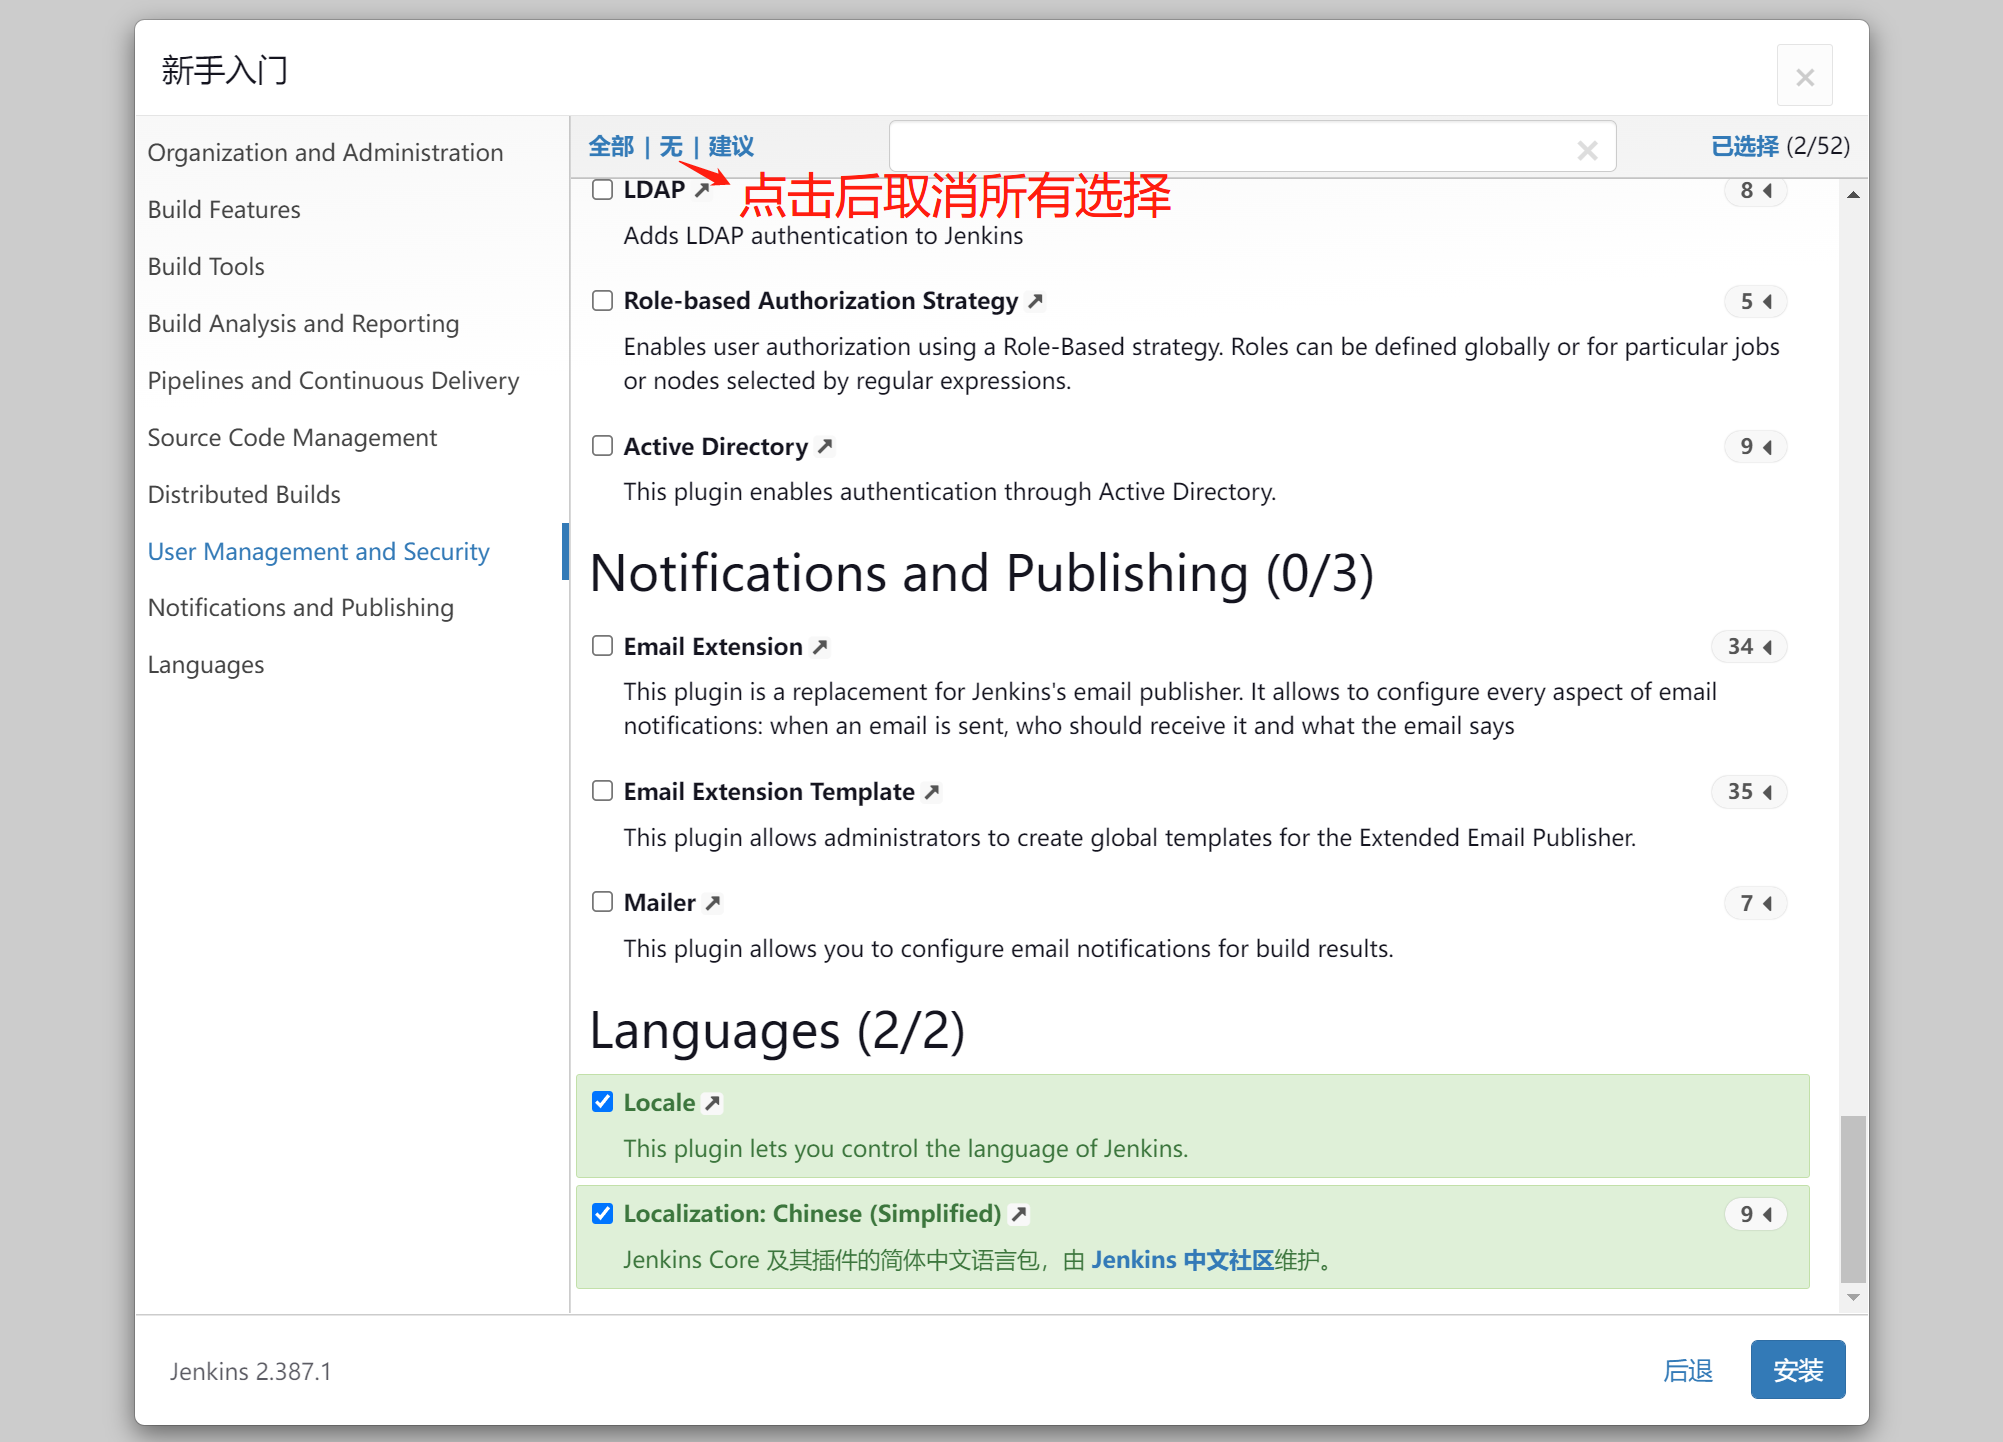 新手入门
×
Organization and Administration
Build Features
Build Tools
Build Analysis and Reporting
Pipelines and Continuous Delivery
Source Code Management
Distributed Builds
User Management and Security
Notifications and Publishing
Languages
全部 | 无 | 建议
×
已选择 (2/52)
点击后取消所有选择
LDAP
8
Adds LDAP authentication to Jenkins
Role-based Authorization Strategy
5
Enables user authorization using a Role-Based strategy. Roles can be defined globally or for particular jobs
or nodes selected by regular expressions.
Active Directory
9
This plugin enables authentication through Active Directory.
Notifications and Publishing (0/3)
Email Extension
34
This plugin is a replacement for Jenkins's email publisher. It allows to configure every aspect of email
notifications: when an email is sent, who should receive it and what the email says
Email Extension Template
35
This plugin allows administrators to create global templates for the Extended Email Publisher.
Mailer
7
This plugin allows you to configure email notifications for build results.
Languages (2/2)
Locale
This plugin lets you control the language of Jenkins.
Localization: Chinese (Simplified)
9
Jenkins Core 及其插件的简体中文语言包，由 Jenkins 中文社区维护。
Jenkins 2.387.1
后退
安装